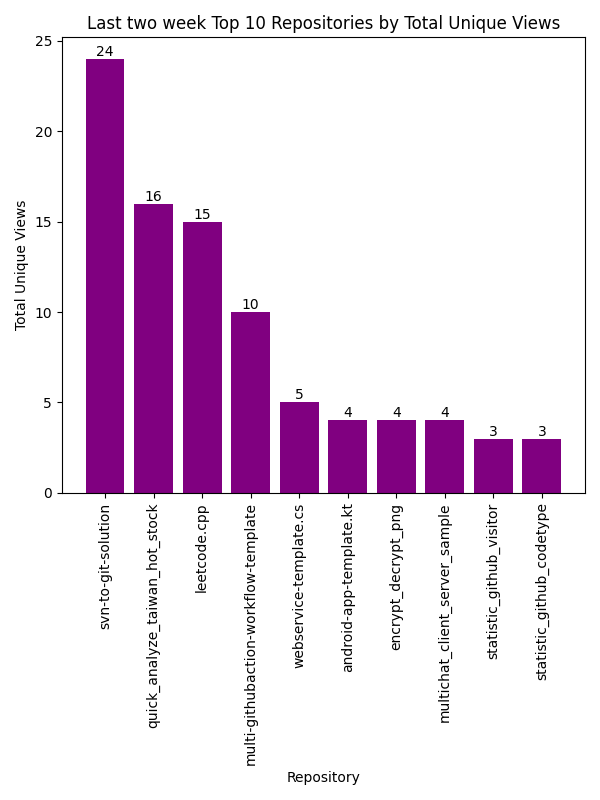 Last two week Top 10 Repositories by Total Unique Views
Total Unique Views
25
20
15
10
5
0
24
16
15
10
5
4
4
4
3
3
svn-to-git-solution
quick_analyze_taiwan_hot_stock
leetcode.cpp
multi-githubaction-workflow-template
webservice-template.cs
android-app-template.kt
encrypt_decrypt_png
multichat_client_server_sample
statistic_github_visitor
statistic_github_codetype
Repository